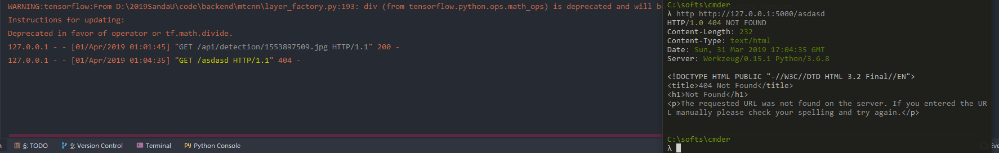 WARNING:tensorflow:From D:\2019SandaU\code\backend\mtcnn\layer_factory.py:193: div (from tensorflow.python.ops.math_ops) is deprecated and will b
Instructions for updating:
Deprecated in favor of operator or tf.math.divide.
127.0.0.1 - - [01/Apr/2019 01:01:45] "GET /api/detection/1553897509.jpg HTTP/1.1" 200 -
127.0.0.1 - - [01/Apr/2019 01:04:35] "GET /asdasd HTTP/1.1" 404 -
6: TODO
9: Version Control
Terminal
Python Console
C:\softs\cmder
λ http http://127.0.0.1:5000/asdasd
HTTP/1.0 404 NOT FOUND
Content-Length: 232
Content-Type: text/html
Date: Sun, 31 Mar 2019 17:04:35 GMT
Server: Werkzeug/0.15.1 Python/3.6.8
<!DOCTYPE HTML PUBLIC "-//W3C//DTD HTML 3.2 Final//EN">
<title>404 Not Found</title>
<h1>Not Found</h1>
<p>The requested URL was not found on the server. If you entered the UR
L manually please check your spelling and try again.</p>
C:\softs\cmder
λ